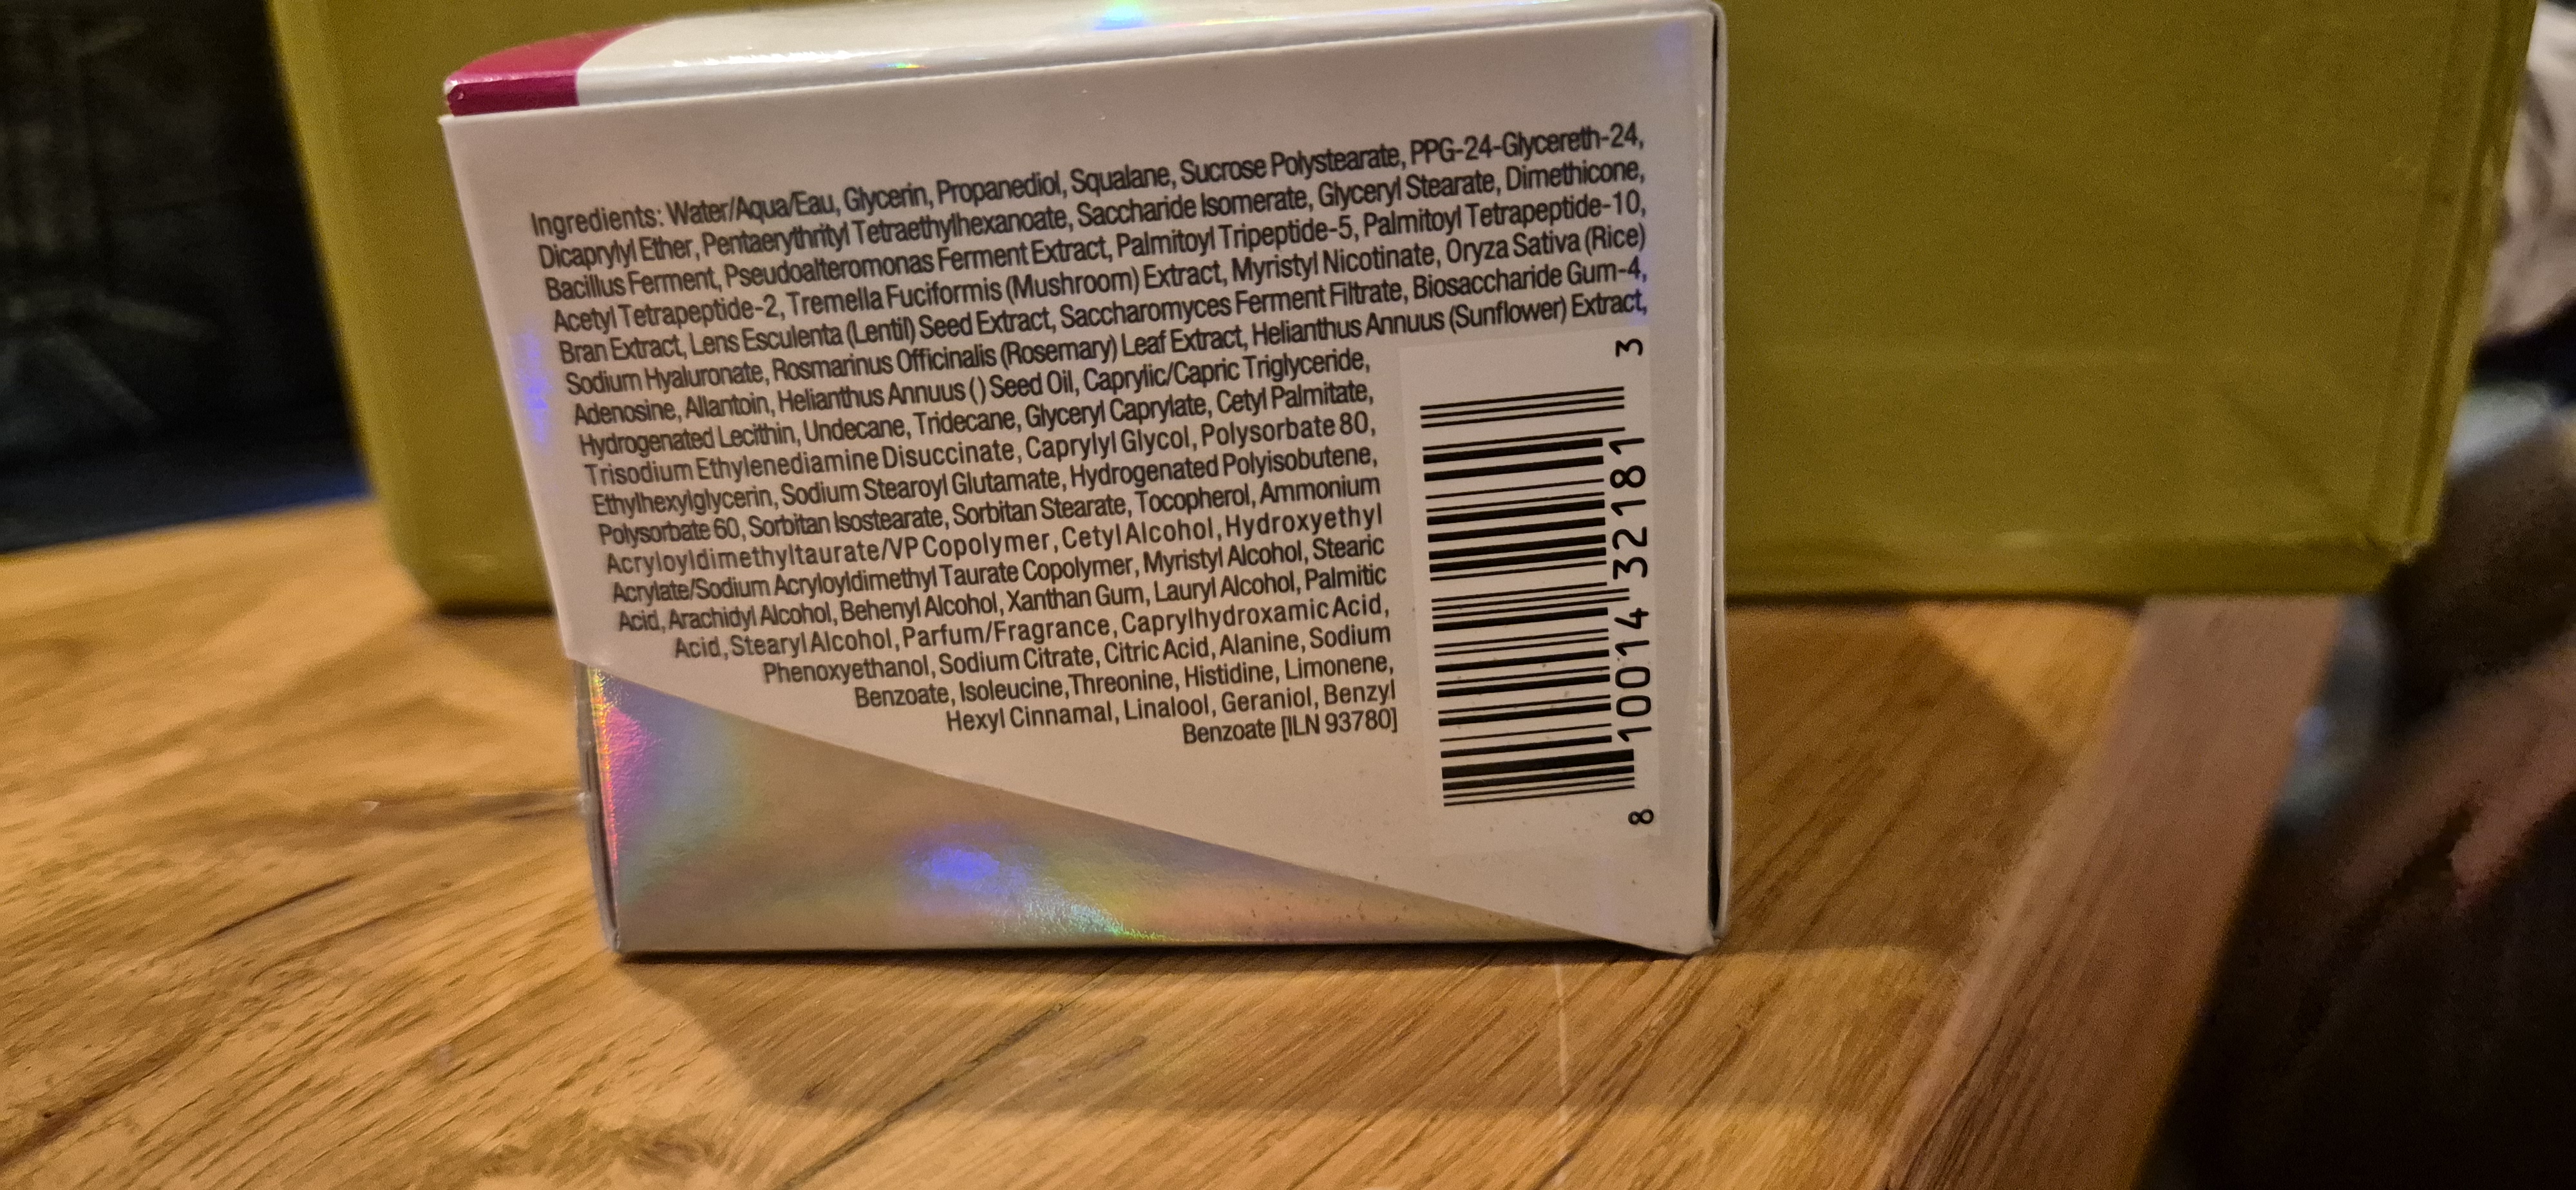 Ingredients: Water/Aqua/Eau, Glycerin, Propanediol, Squalane, Sucrose Polystearate, PPG-24-Glycereth-24,
Dicaprylyl Ether, Pentaerythrityl Tetraethylhexanoate, Saccharide Isomerate, Glyceryl Stearate, Dimethicone,
Bacillus Ferment, Pseudoalteromonas Ferment Extract, Palmitoyl Tripeptide-5, Palmitoyl Tetrapeptide-10,
Acetyl Tetrapeptide-2, Tremella Fuciformis (Mushroom) Extract, Myristyl Nicotinate, Oryza Sativa (Rice)
Bran Extract, Lens Esculenta (Lentil) Seed Extract, Saccharomyces Ferment Filtrate, Biosaccharide Gum-4,
Sodium Hyaluronate, Rosmarinus Officinalis (Rosemary) Leaf Extract, Helianthus Annuus (Sunflower) Extract,
Adenosine, Allantoin, Helianthus Annuus () Seed Oil, Caprylic/Capric Triglyceride,
Hydrogenated Lecithin, Undecane, Tridecane, Glyceryl Caprylate, Cetyl Palmitate,
Trisodium Ethylenediamine Disuccinate, Caprylyl Glycol, Polysorbate 80,
Ethylhexylglycerin, Sodium Stearoyl Glutamate, Hydrogenated Polyisobutene,
Polysorbate 60, Sorbitan Isostearate, Sorbitan Stearate, Tocopherol, Ammonium
Acryloyldimethyltaurate/VP Copolymer, Cetyl Alcohol, Hydroxyethyl
Acrylate/Sodium Acryloyldimethyl Taurate Copolymer, Myristyl Alcohol, Stearic
Acid, Arachidyl Alcohol, Behenyl Alcohol, Xanthan Gum, Lauryl Alcohol, Palmitic
Acid, Stearyl Alcohol, Parfum/Fragrance, Caprylhydroxamic Acid,
Phenoxyethanol, Sodium Citrate, Citric Acid, Alanine, Sodium
Benzoate, Isoleucine, Threonine, Histidine, Limonene,
Hexyl Cinnamal, Linalool, Geraniol, Benzyl
Benzoate [ILN 93780]
8 10014 32181 3